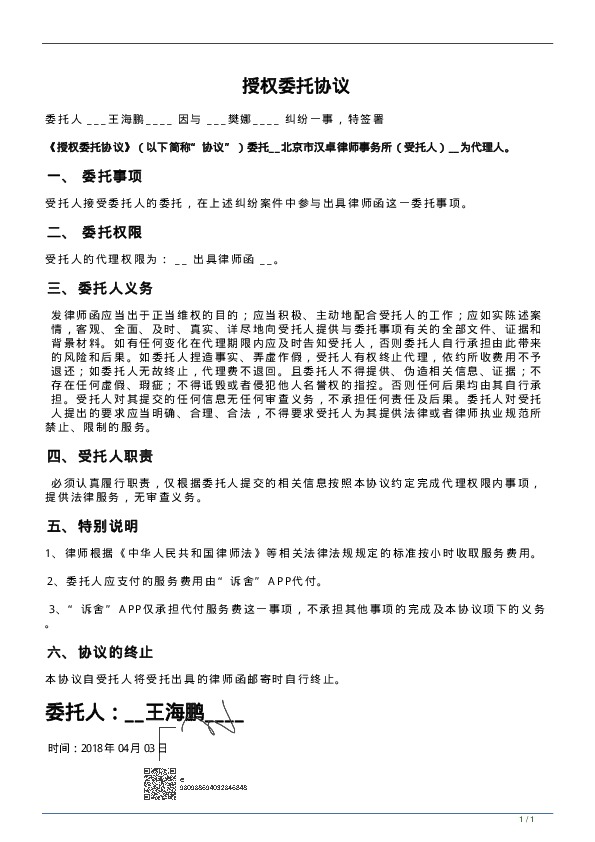 授权委托协议
委托人 ___王海鹏____ 因与 ___樊娜____ 纠纷一事，特签署
《授权委托协议》（以下简称“协议”）委托__北京市汉卓律师事务所（受托人）__为代理人。
一、 委托事项
受托人接受委托人的委托，在上述纠纷案件中参与出具律师函这一委托事项。
二、 委托权限
受托人的代理权限为： __ 出具律师函 __。
三、委托人义务
发律师函应当出于正当维权的目的；应当积极、主动地配合受托人的工作；应如实陈述案
情，客观、全面、及时、真实、详尽地向受托人提供与委托事项有关的全部文件、证据和
背景材料。如有任何变化在代理期限内应及时告知受托人，否则委托人自行承担由此带来
的风险和后果。如委托人捏造事实、弄虚作假，受托人有权终止代理，依约所收费用不予
退还；如委托人无故终止，代理费不退回。且委托人不得提供、伪造相关信息、证据；不
存在任何虚假、瑕疵；不得诋毁或者侵犯他人名誉权的指控。否则任何后果均由其自行承
担。受托人对其提交的任何信息无任何审查义务，不承担任何责任及后果。委托人对受托
人提出的要求应当明确、合理、合法，不得要求受托人为其提供法律或者律师执业规范所
禁止、限制的服务。
四、受托人职责
必须认真履行职责，仅根据委托人提交的相关信息按照本协议约定完成代理权限内事项，
提供法律服务，无审查义务。
五、特别说明
1、律师根据《中华人民共和国律师法》等相关法律法规规定的标准按小时收取服务费用。
2、委托人应支付的服务费用由“诉舍”APP代付。
3、“诉舍”APP仅承担代付服务费这一事项，不承担其他事项的完成及本协议项下的义务
。
六、协议的终止
本协议自受托人将受托出具的律师函邮寄时自行终止。
委托人：__王海鹏____
时间：2018 年 04 月 03 日
1 / 1